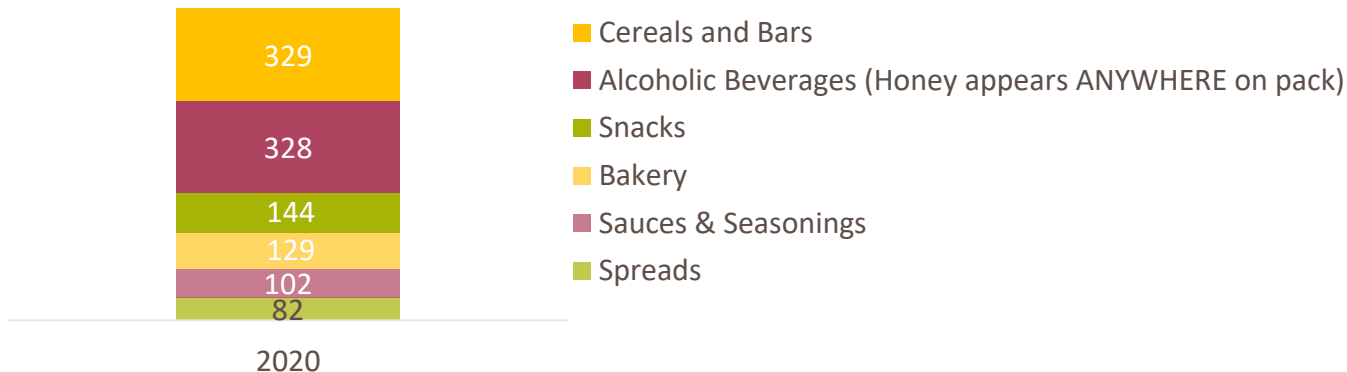 329
328
144
129
102
82
2020
Cereals and Bars
Alcoholic Beverages (Honey appears ANYWHERE on pack)
Snacks
Bakery
Sauces & Seasonings
Spreads